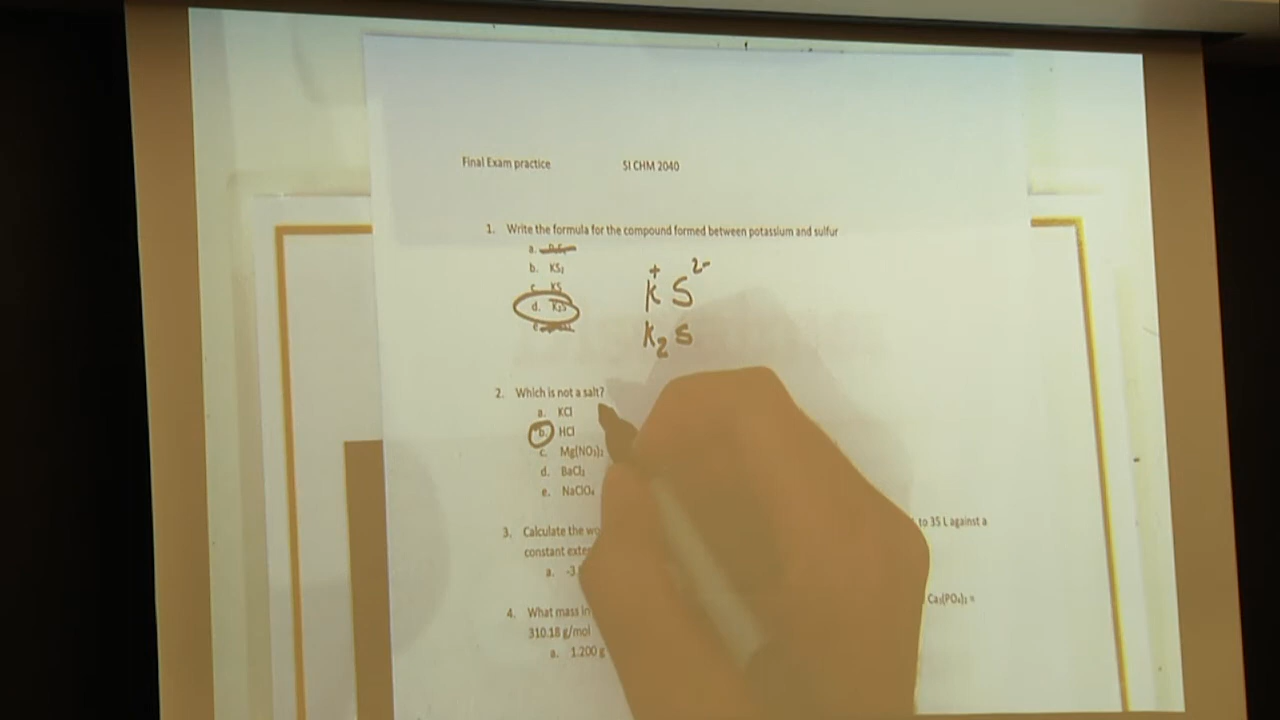 Final Exam practice SI CHM 2040
1. Write the formula for the compound formed between potassium and sulfur
a.
b. KS₂
c. KS
d. K₂S
K⁺ S²⁻
K₂S
2. Which is not a salt?
a. KCl
b. HCl
c. Mg(NO₃)₂
d. BaCl₂
e. NaClO₄
3. Calculate the to 35 L against a
constant
a. -3
4. What mass in Ca₃(PO₄)₂ =
310.18 g/mol
a. 1.200 g